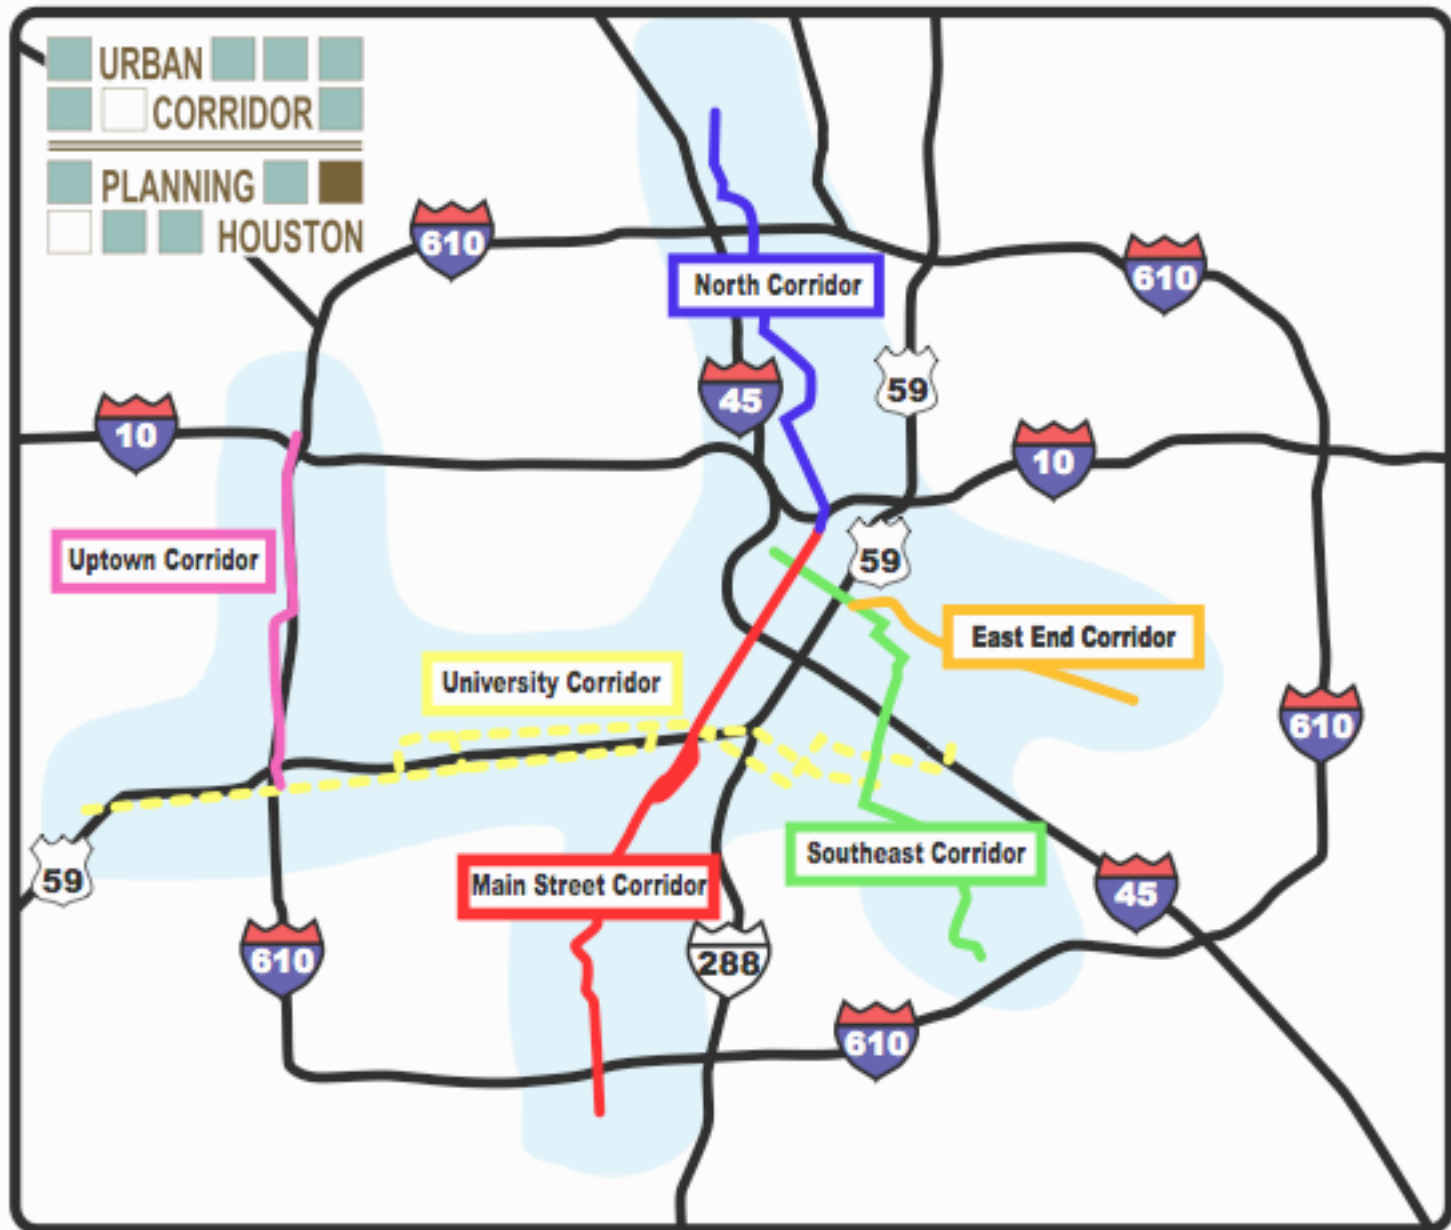 URBAN
CORRIDOR
PLANNING
HOUSTON
610
610
North Corridor
45
59
10
10
59
Uptown Corridor
East End Corridor
University Corridor
610
Southeast Corridor
59
Main Street Corridor
45
610
288
610